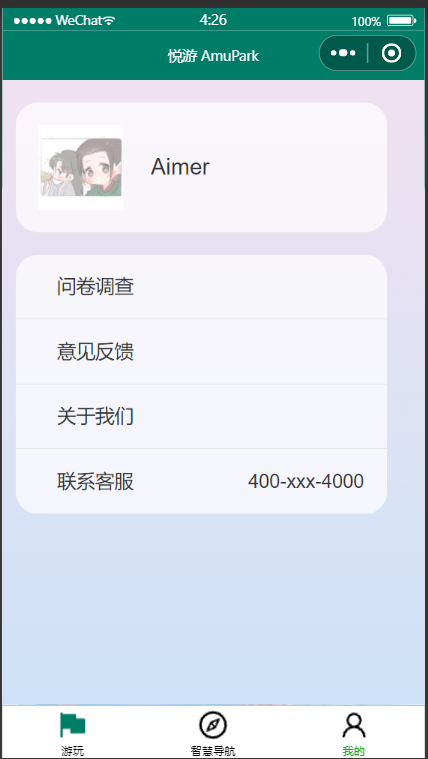 WeChat 4:26 100%
悦游 AmuPark
Aimer
问卷调查
意见反馈
关于我们
联系客服 400-xxx-4000
游玩 智慧导航 我的